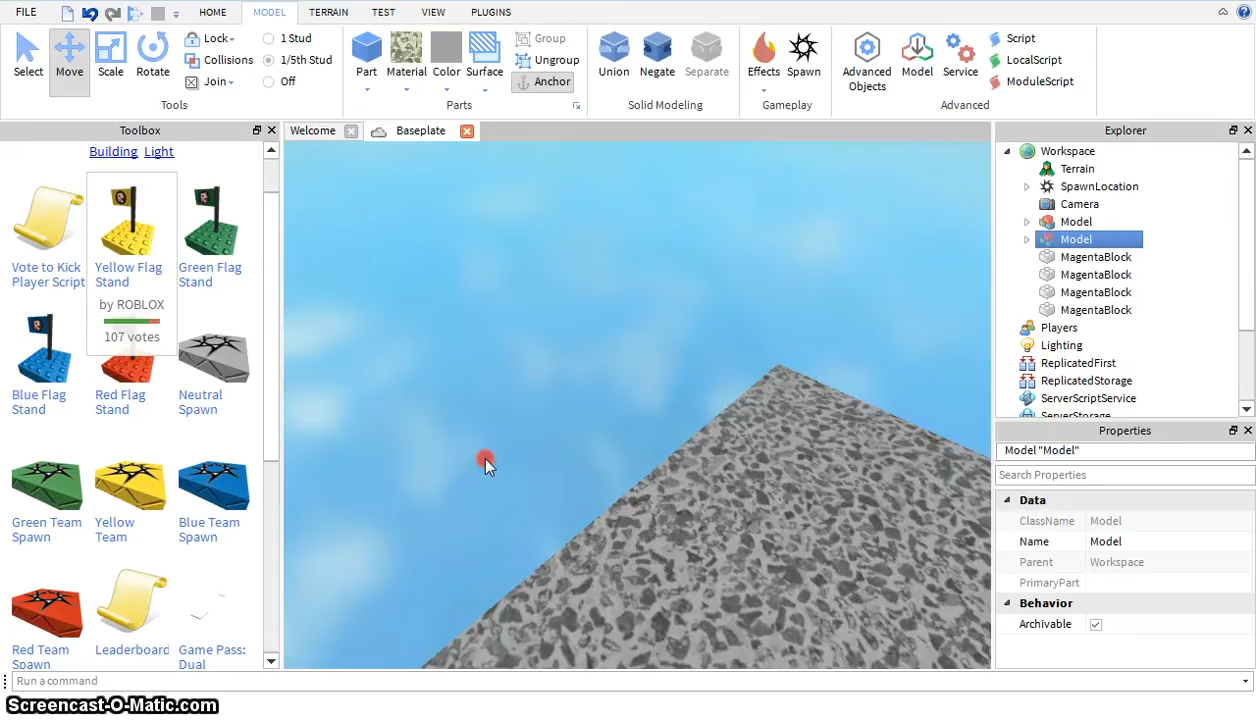 FILE
HOME
MODEL
TERRAIN
TEST
VIEW
PLUGINS
Select
Move
Scale
Rotate
Lock
Collisions
Join
1 Stud
1/5th Stud
Off
Tools
Part
Material
Color
Surface
Group
Ungroup
Anchor
Parts
Union
Negate
Separate
Solid Modeling
Effects
Spawn
Gameplay
Advanced
Objects
Model
Service
Script
LocalScript
ModuleScript
Advanced
Toolbox
Building Light
Vote to Kick
Player Script
Yellow Flag
Stand
by ROBLOX
107 votes
Green Flag
Stand
Blue Flag
Stand
Red Flag
Stand
Neutral
Spawn
Green Team
Spawn
Yellow
Team
Blue Team
Spawn
Red Team
Spawn
Leaderboard
Game Pass:
Dual
Welcome
Baseplate
Explorer
Workspace
Terrain
SpawnLocation
Camera
Model
Model
MagentaBlock
MagentaBlock
MagentaBlock
MagentaBlock
Players
Lighting
ReplicatedFirst
ReplicatedStorage
ServerScriptService
ServerStorage
Properties
Model "Model"
Search Properties
Data
ClassName Model
Name Model
Parent Workspace
PrimaryPart
Behavior
Archivable
Run a command
Screencast-O-Matic.com